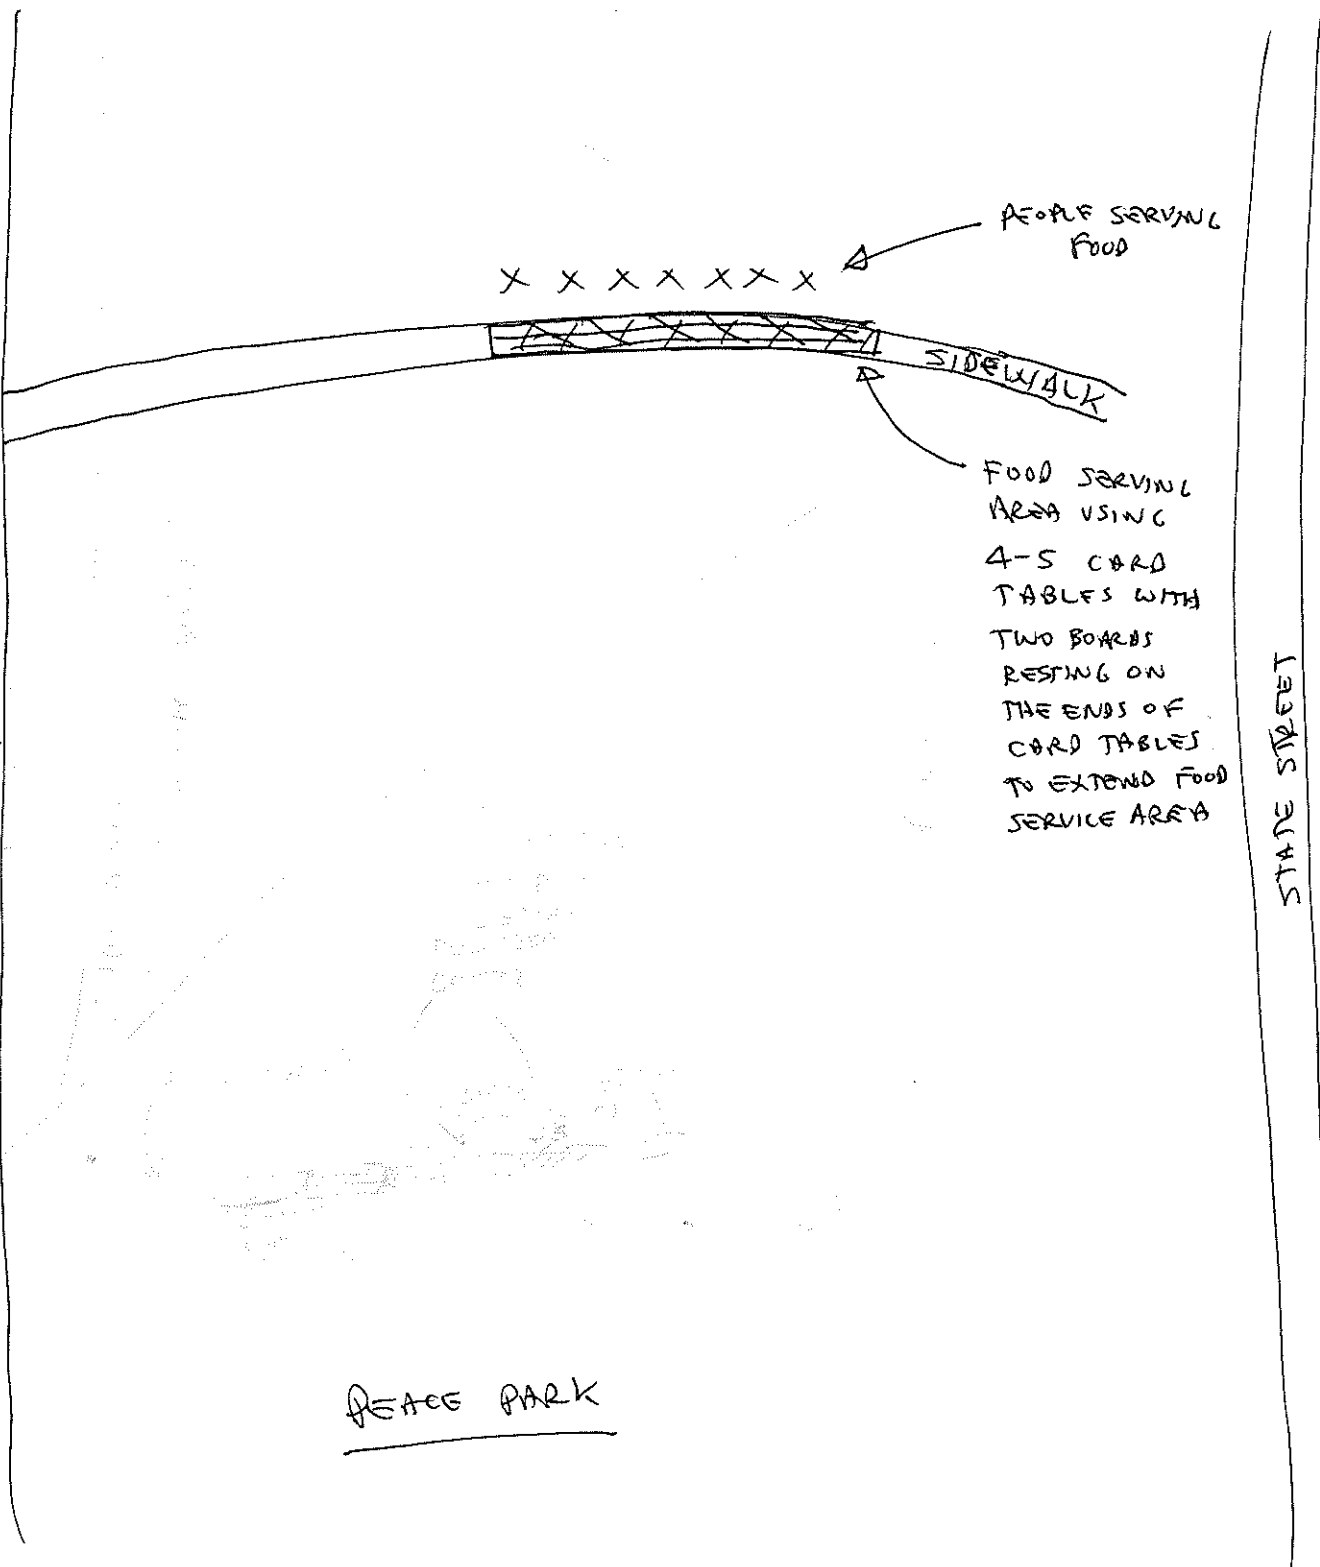 PEOPLE SERVING
FOOD
SIDEWALK
FOOD SERVING
AREA USING
4-5 CARD
TABLES WITH
TWO BOARDS
RESTING ON
THE ENDS OF
CARD TABLES
TO EXTEND FOOD
SERVICE AREA
STATE STREET
PEACE PARK